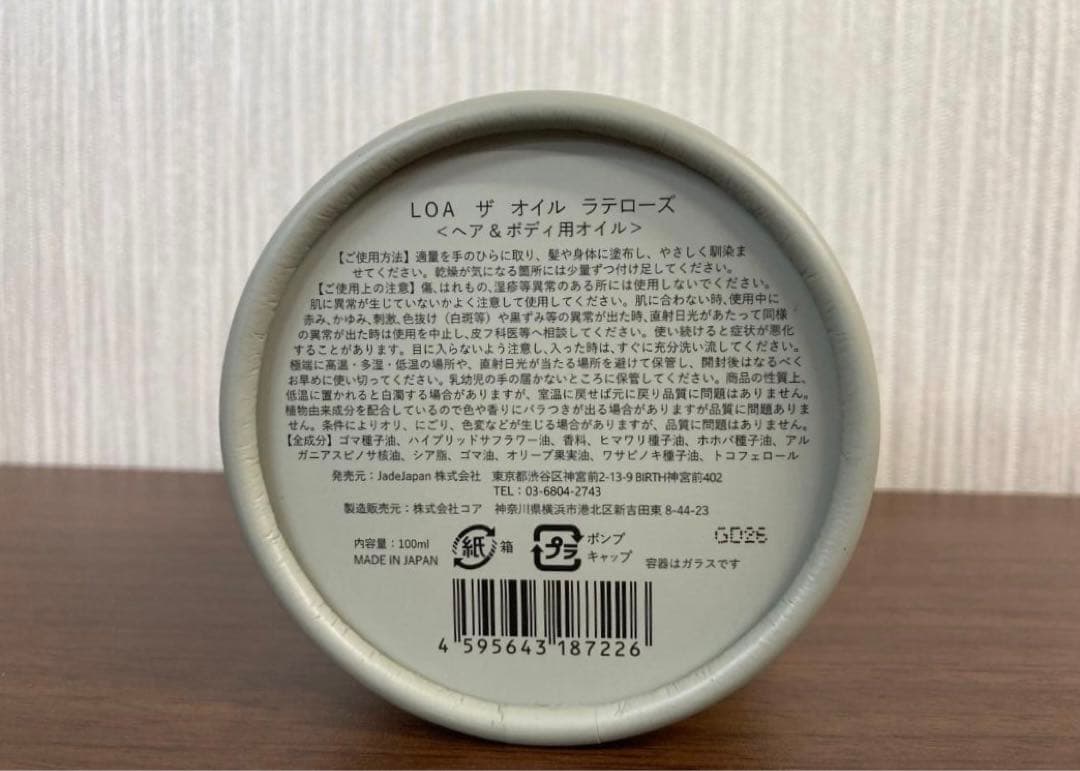 LOA ザ オイル ラテローズ
<ヘア&ボディ用オイル>
【ご使用方法】適量を手のひらに取り、髪や身体に塗布し、やさしく馴染ま
せてください。乾燥が気になる箇所には少量ずつ付け足してください。
【ご使用上の注意】傷、はれもの、湿疹等異常のある所には使用しないでください。
肌に異常が生じていないかよく注意して使用してください。肌に合わない時、使用中に
赤み、かゆみ、刺激、色抜け(白斑等)や黒ずみ等の異常が出た時、直射日光があたって同様
の異常が出た時は使用を中止し、皮フ科医等へ相談してください。使い続けると症状が悪化
することがあります。目に入らないよう注意し、入った時は、すぐに充分洗い流してください。
極端に高温・多湿・低温の場所や、直射日光が当たる場所を避けて保管し、開封後はなるべく
お早めに使い切ってください。乳幼児の手の届かないところに保管してください。商品の性質上、
低温に置かれると白濁する場合がありますが、室温に戻せば元に戻り品質に問題はありません。
植物由来成分を配合しているので色や香りにバラつきが出る場合がありますが品質に問題ありま
せん。条件によりオリ、にごり、色変などが生じる場合がますが、品質に問題はありません。
【全成分】ゴマ種子油、ハイブリッドサフラワー油、香料、ヒマワリ種子油、ホホバ種子油、アル
ガニアスピノサ核油、シア脂、ゴマ油、オリーブ果実油、ワサビノキ種子油、トコフェロール
発売元:JadeJapan 株式会社 東京都渋谷区神宮前2-13-9 BIRTH神宮前402
TEL:03-6804-2743
製造販売元:株式会社コア 神奈川県横浜市港北区新吉田東 8-44-23
GD26
内容量:100ml 紙 箱 プラ ポンプ
MADE IN JAPAN キャップ 容器はガラスです
4 595643 187226